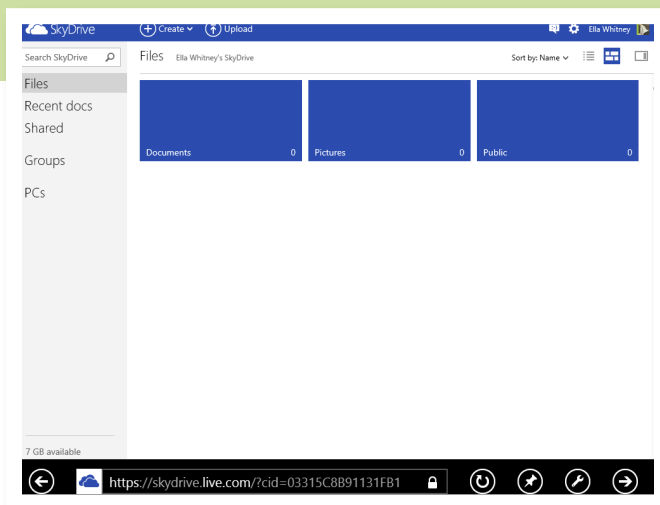 SkyDrive
Create Upload
Ella Whitney
Search SkyDrive
Files Ella Whitney's SkyDrive
Sort by: Name
Files
Recent docs
Shared
Groups
PCs
Documents 0
Pictures 0
Public 0
7 GB available
https://skydrive.live.com/?cid=03315C8B91131FB1